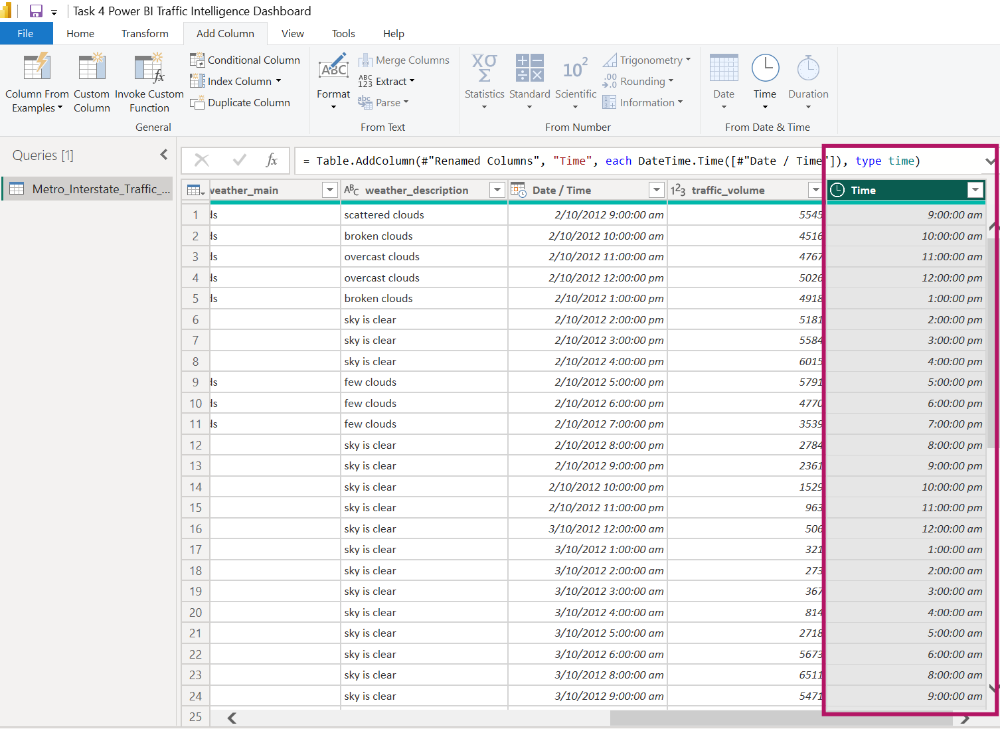 Task 4 Power BI Traffic Intelligence Dashboard
File Home Transform Add Column View Tools Help
Column From Examples
Custom Column
Invoke Custom Function
Conditional Column
Index Column
Duplicate Column
General
ABC
Format
Merge Columns
ABC 123 Extract
abc Parse
From Text
Χσ Σ
Statistics
Standard
10²
Scientific
Trigonometry
.00 →.0 Rounding
Information
From Number
Date
Time
Duration
From Date & Time
Queries [1]
Metro_Interstate_Traffic_...
fx
= Table.AddColumn(#"Renamed Columns", "Time", each DateTime.Time([#"Date / Time"]), type time)
weather_main ABC weather_description Date / Time 123 traffic_volume Time
1 ds scattered clouds 2/10/2012 9:00:00 am 5545 9:00:00 am
2 ds broken clouds 2/10/2012 10:00:00 am 4516 10:00:00 am
3 ds overcast clouds 2/10/2012 11:00:00 am 4767 11:00:00 am
4 ds overcast clouds 2/10/2012 12:00:00 pm 5026 12:00:00 pm
5 ds broken clouds 2/10/2012 1:00:00 pm 4918 1:00:00 pm
6 sky is clear 2/10/2012 2:00:00 pm 5181 2:00:00 pm
7 sky is clear 2/10/2012 3:00:00 pm 5584 3:00:00 pm
8 sky is clear 2/10/2012 4:00:00 pm 6015 4:00:00 pm
9 ds few clouds 2/10/2012 5:00:00 pm 5791 5:00:00 pm
10 ds few clouds 2/10/2012 6:00:00 pm 4770 6:00:00 pm
11 ds few clouds 2/10/2012 7:00:00 pm 3539 7:00:00 pm
12 sky is clear 2/10/2012 8:00:00 pm 2784 8:00:00 pm
13 sky is clear 2/10/2012 9:00:00 pm 2361 9:00:00 pm
14 sky is clear 2/10/2012 10:00:00 pm 1529 10:00:00 pm
15 sky is clear 2/10/2012 11:00:00 pm 963 11:00:00 pm
16 sky is clear 3/10/2012 12:00:00 am 506 12:00:00 am
17 sky is clear 3/10/2012 1:00:00 am 321 1:00:00 am
18 sky is clear 3/10/2012 2:00:00 am 273 2:00:00 am
19 sky is clear 3/10/2012 3:00:00 am 367 3:00:00 am
20 sky is clear 3/10/2012 4:00:00 am 814 4:00:00 am
21 sky is clear 3/10/2012 5:00:00 am 2718 5:00:00 am
22 sky is clear 3/10/2012 6:00:00 am 5673 6:00:00 am
23 sky is clear 3/10/2012 8:00:00 am 6511 8:00:00 am
24 sky is clear 3/10/2012 9:00:00 am 5471 9:00:00 am
25